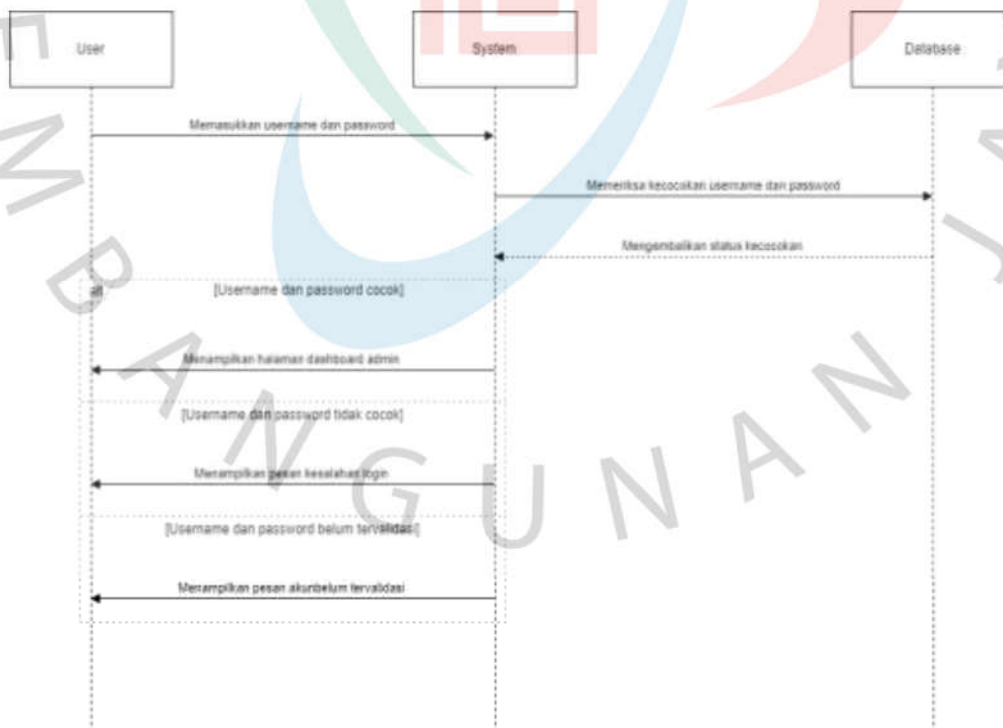 User
System
Database
Memasukkan username dan password
Memeriksa kecocokan username dan password
Mengembalikan status kecocokan
alt
[Username dan password cocok]
Menampilkan halaman dashboard admin
[Username dan password tidak cocok]
Menampilkan pesan kesalahan login
[Username dan password belum tervalidasi]
Menampilkan pesan akunbelum tervalidasi
EMBANGUNAN J